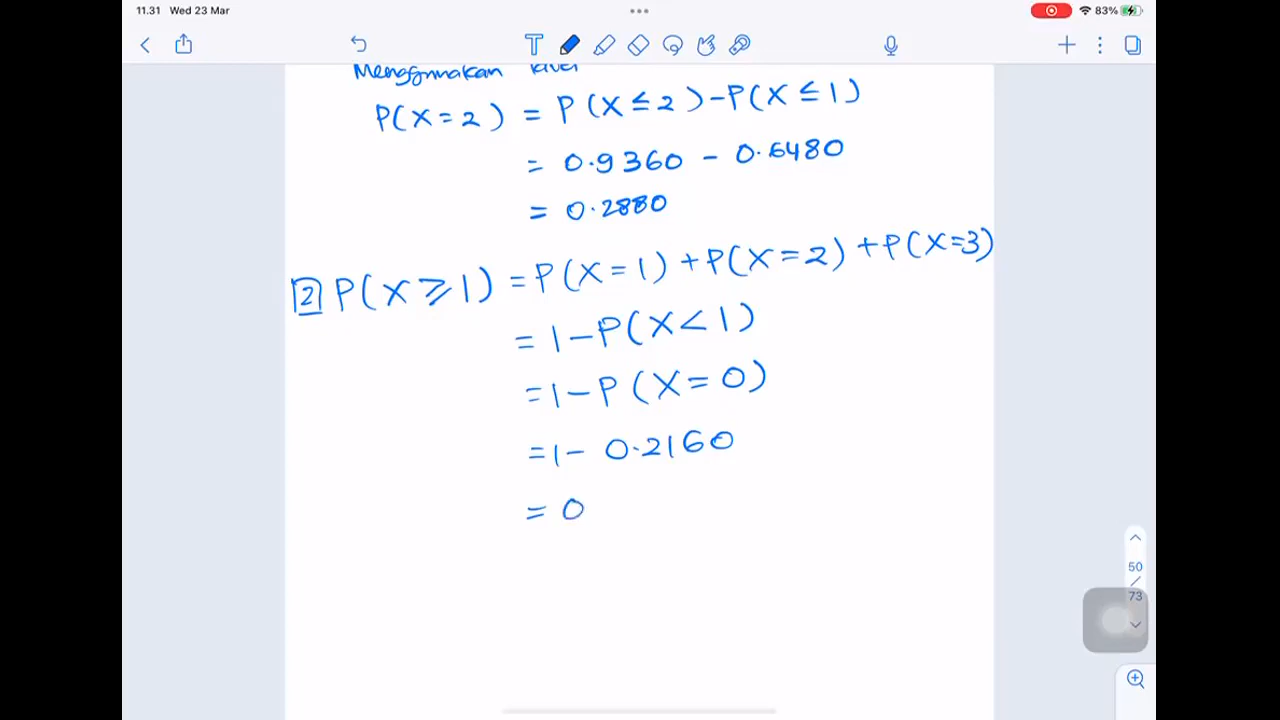 11.31 Wed 23 Mar
83%
Menggunakan
P(X = 2) = P(X ≤ 2) - P(X ≤ 1)
= 0.9360 - 0.6480
= 0.2880
2 P(X ≥ 1) = P(X = 1) + P(X = 2) + P(X = 3)
= 1 - P(X < 1)
= 1 - P(X = 0)
= 1 - 0.2160
= 0
50
/
73